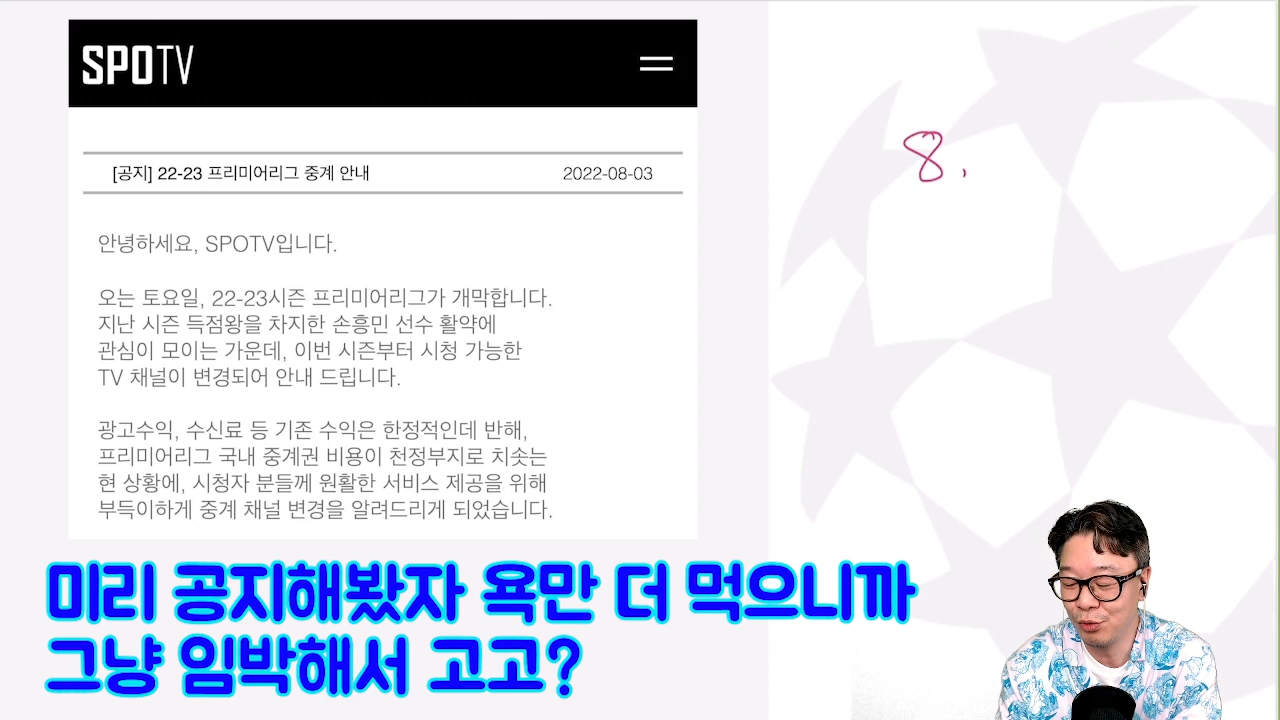 SPOTV
[공지] 22-23 프리미어리그 중계 안내 2022-08-03
안녕하세요, SPOTV입니다.
오는 토요일, 22-23시즌 프리미어리그가 개막합니다.
지난 시즌 득점왕을 차지한 손흥민 선수 활약에
관심이 모이는 가운데, 이번 시즌부터 시청 가능한
TV 채널이 변경되어 안내 드립니다.
광고수익, 수신료 등 기존 수익은 한정적인데 반해,
프리미어리그 국내 중계권 비용이 천정부지로 치솟는
현 상황에, 시청자 분들께 원활한 서비스 제공을 위해
부득이하게 중계 채널 변경을 알려드리게 되었습니다.
8.
미리 공지해봤자 욕만 더 먹으니까
그냥 임박해서 고고?